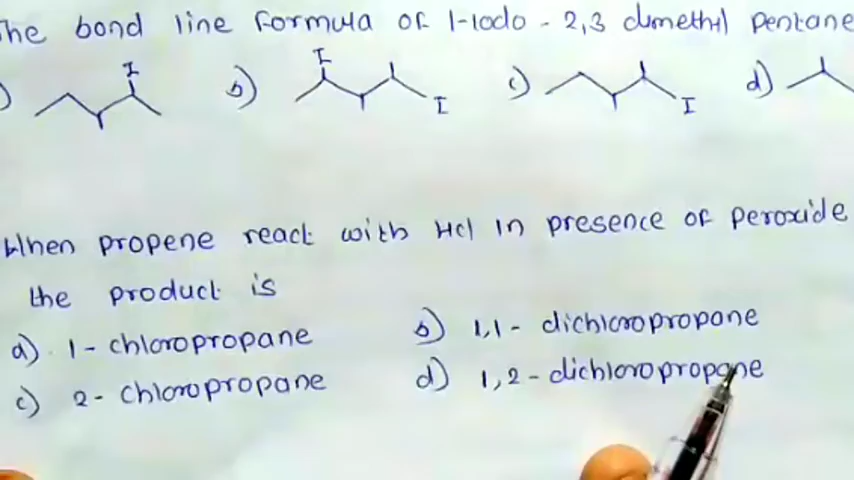 The bond line formula of 1-Iodo - 2,3 dimethyl pentane
) I b) I I c) I d)
When propene react with HCl in presence of peroxide
the product is
a) 1- chloropropane b) 1,1- dichloropropane
c) 2- chloropropane d) 1,2- dichloropropane